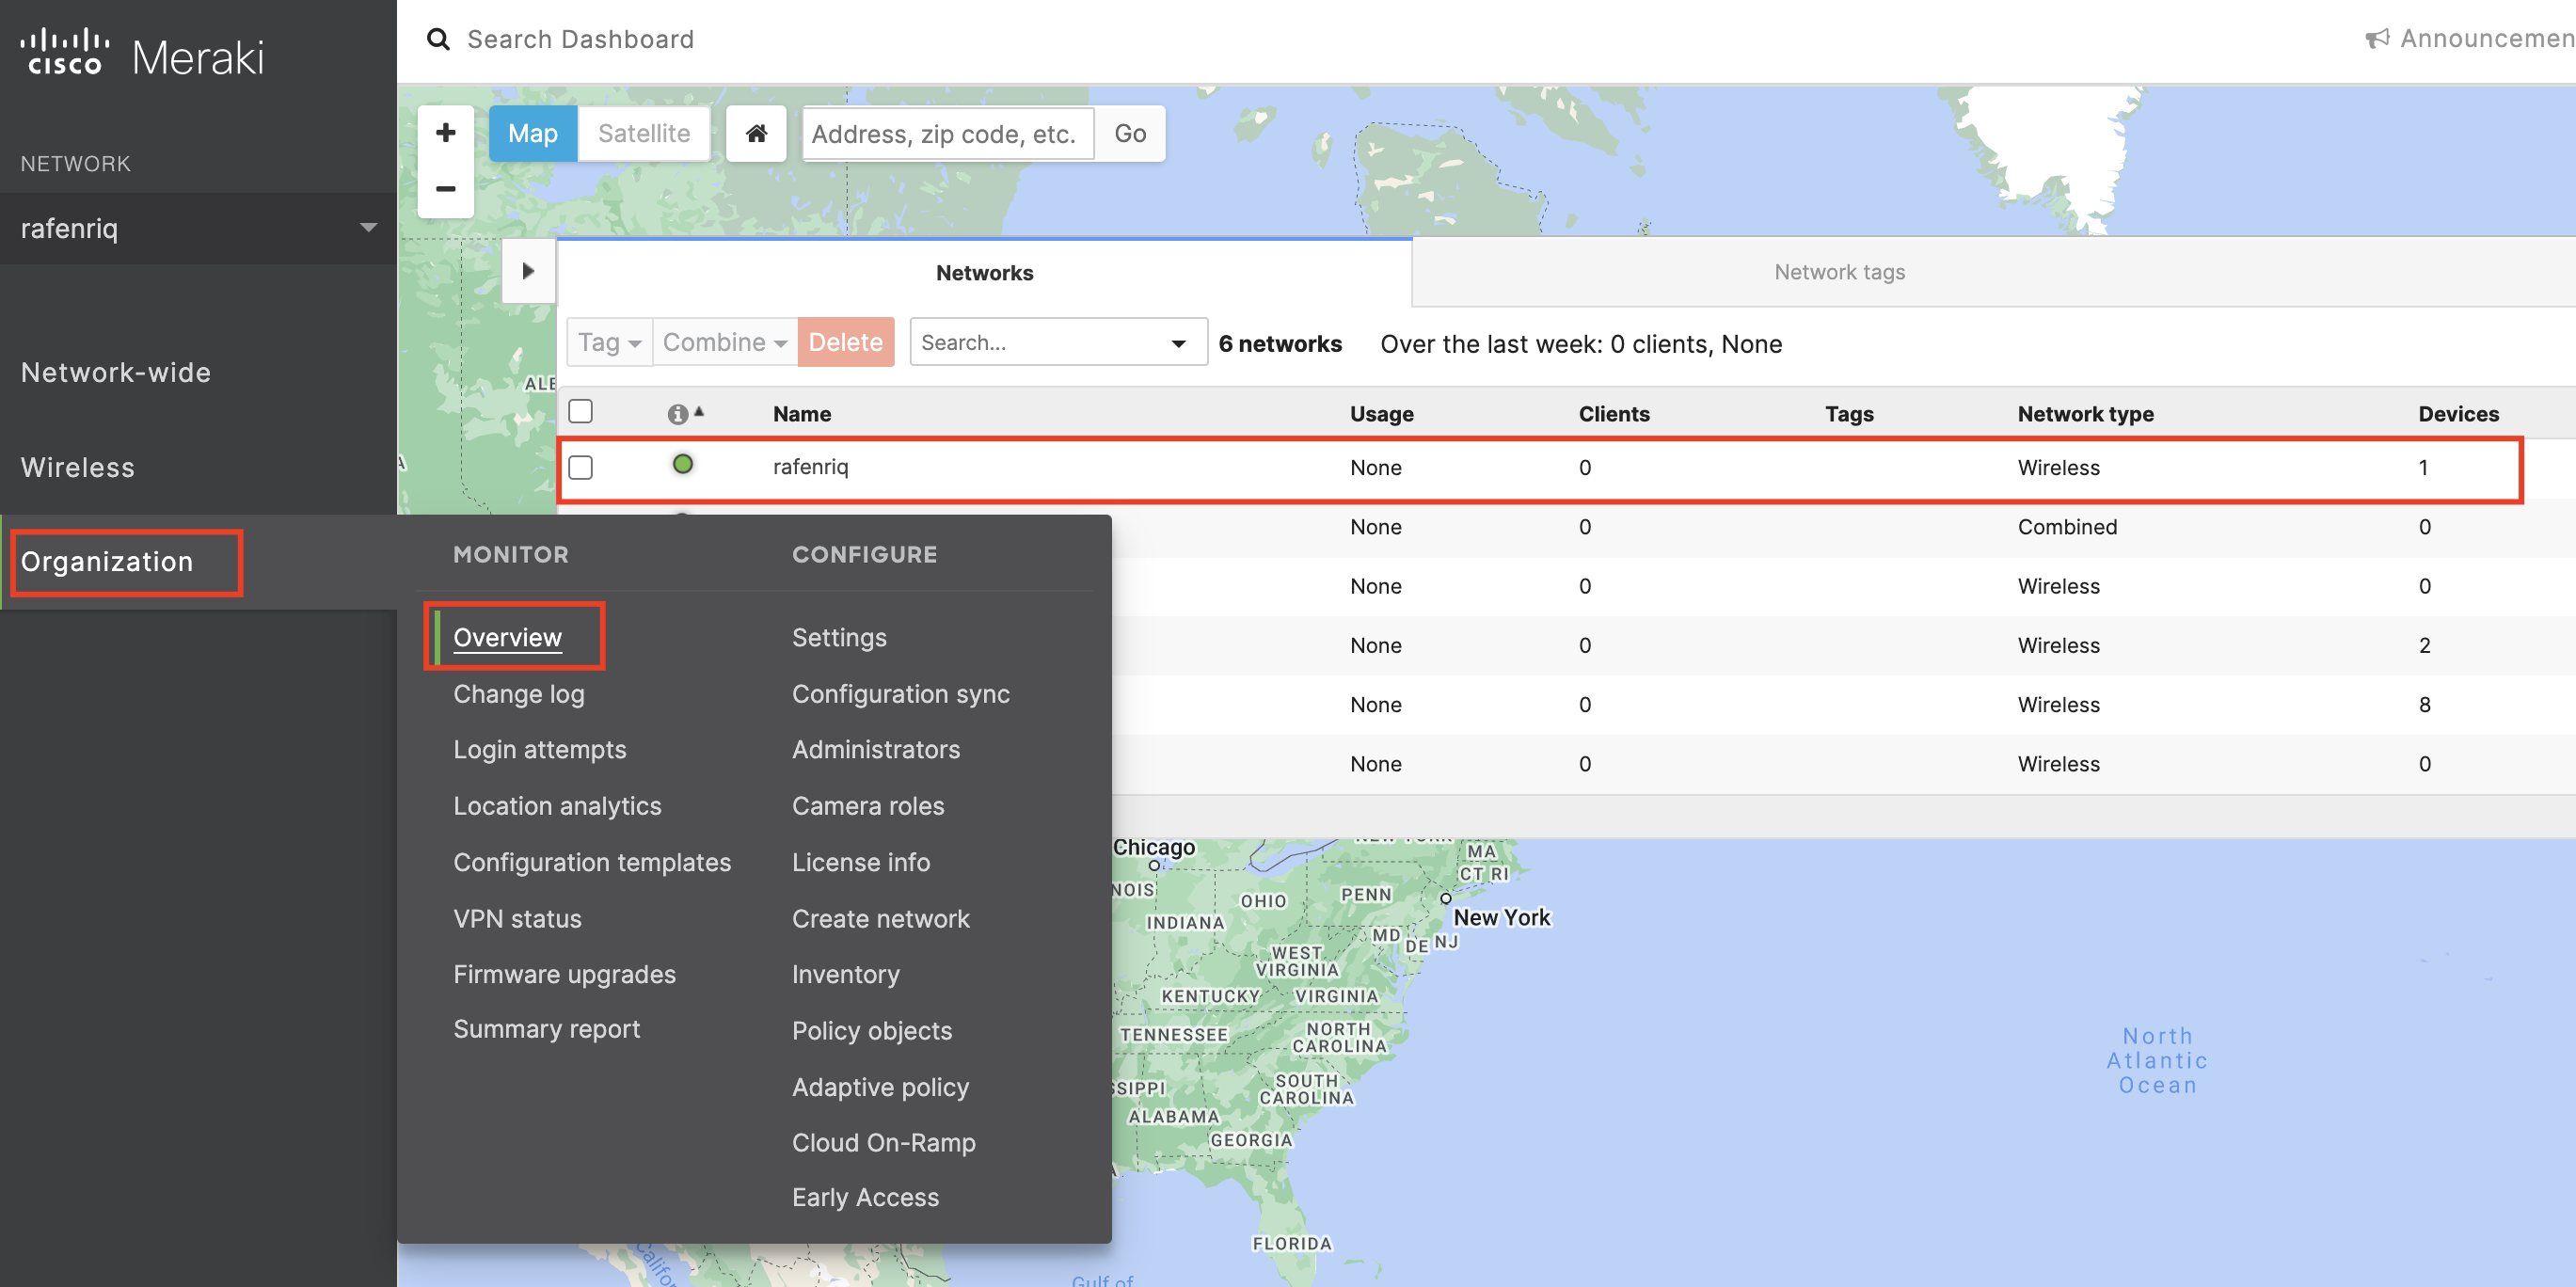 cisco Meraki
Search Dashboard
Announcemen
NETWORK
rafenriq
Network-wide
Wireless
Organization
+
−
Map
Satellite
Address, zip code, etc.
Go
Networks
Network tags
Tag
Combine
Delete
Search...
6 networks
Over the last week: 0 clients, None
Name Usage Clients Tags Network type Devices
rafenriq None 0 Wireless 1
None 0 Combined 0
None 0 Wireless 0
None 0 Wireless 2
None 0 Wireless 8
None 0 Wireless 0
MONITOR
Overview
Change log
Login attempts
Location analytics
Configuration templates
VPN status
Firmware upgrades
Summary report
CONFIGURE
Settings
Configuration sync
Administrators
Camera roles
License info
Create network
Inventory
Policy objects
Adaptive policy
Cloud On-Ramp
Early Access
ALB
A
Chicago
NEW YORK
MA
CT RI
NOIS
OHIO
PENN
INDIANA
New York
MD
DE
NJ
WEST
VIRGINIA
KENTUCKY
VIRGINIA
TENNESSEE
NORTH
CAROLINA
SSIPPI
SOUTH
CAROLINA
ALABAMA
GEORGIA
A
FLORIDA
North
Atlantic
Ocean
Califor
Gulf of